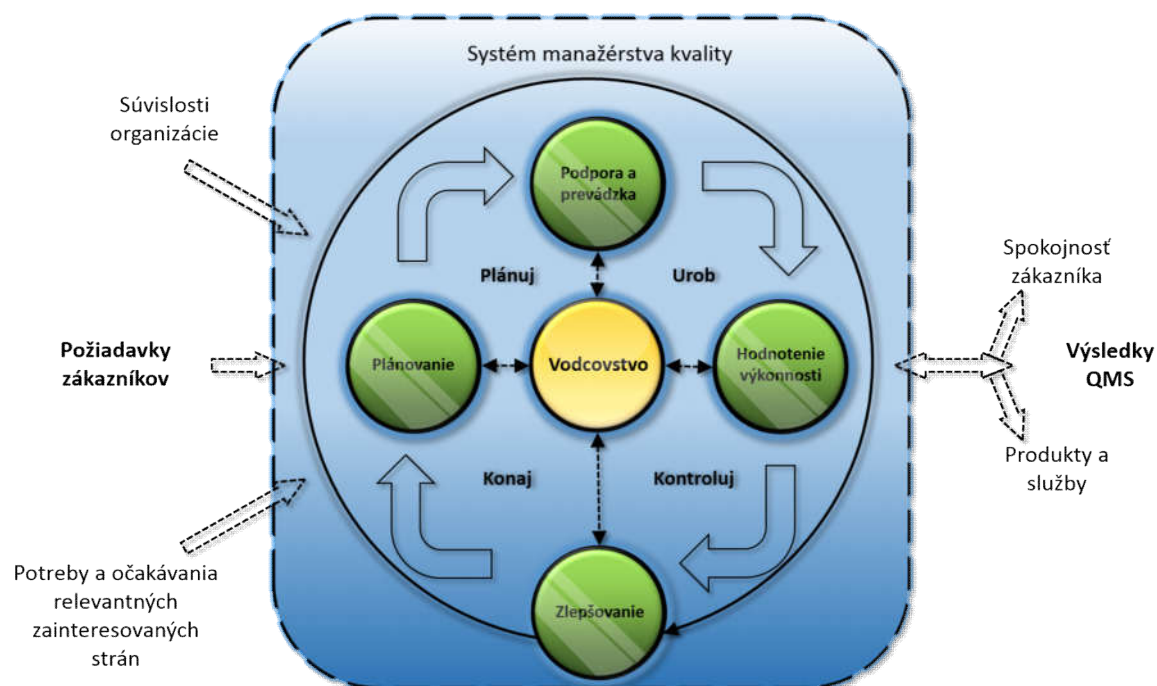 Systém manažérstva kvality
Súvislosti
organizácie
Podpora a
prevádzka
Plánuj
Urob
Spokojnosť
zákazníka
Požiadavky
zákazníkov
Plánovanie
Vodcovstvo
Hodnotenie
výkonnosti
Výsledky
QMS
Konaj
Kontroluj
Produkty a
služby
Potreby a očakávania
relevantných
zainteresovaných
strán
Zlepšovanie